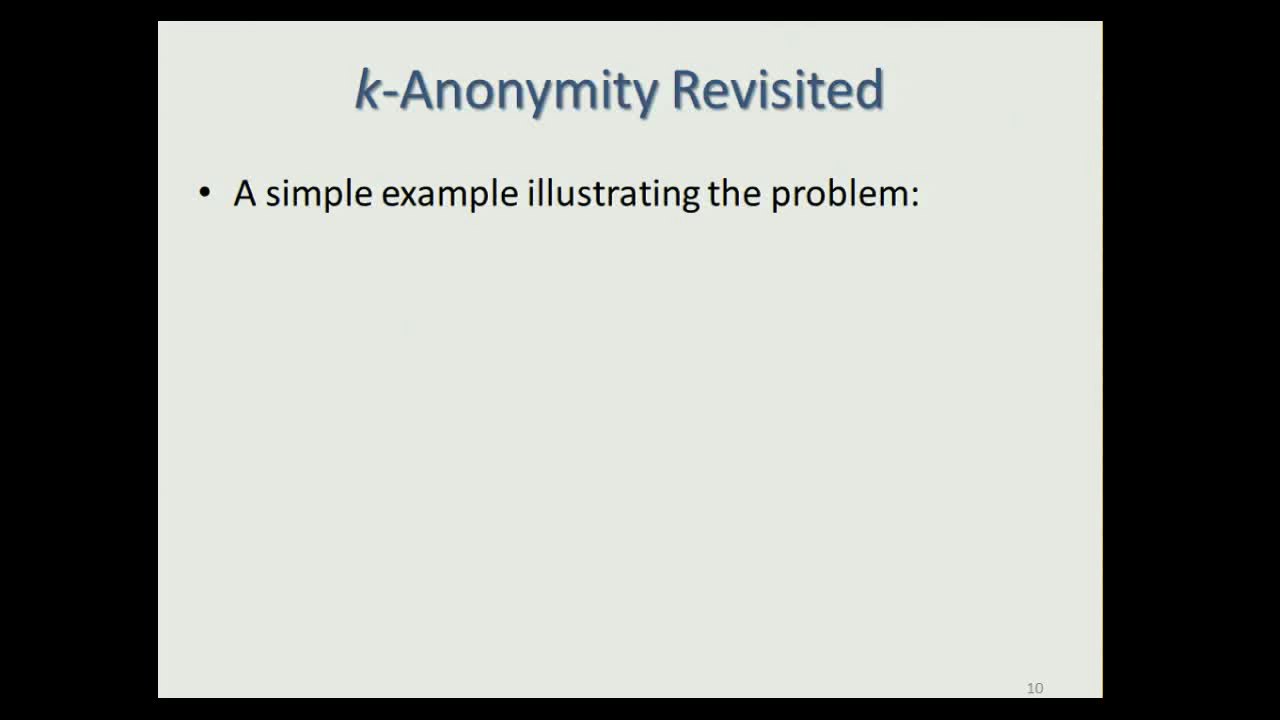 k-Anonymity Revisited
• A simple example illustrating the problem:
10